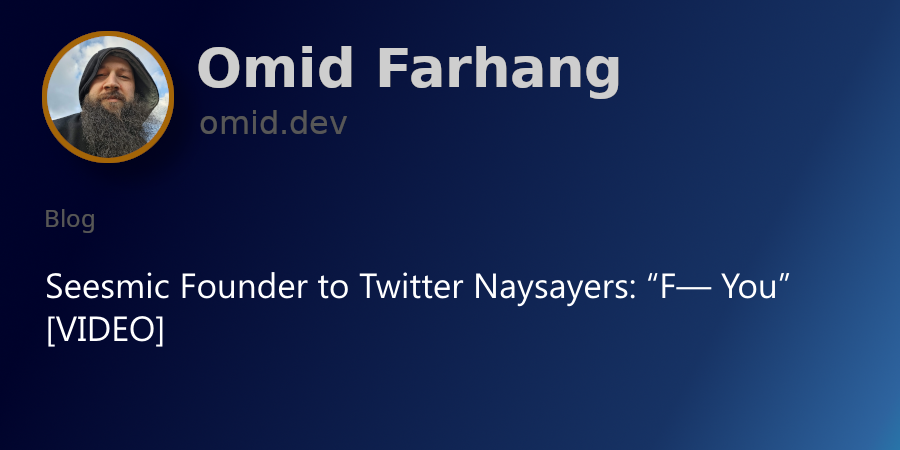 Omid Farhang
omid.dev
Blog
Seesmic Founder to Twitter Naysayers: “F— You”
[VIDEO]